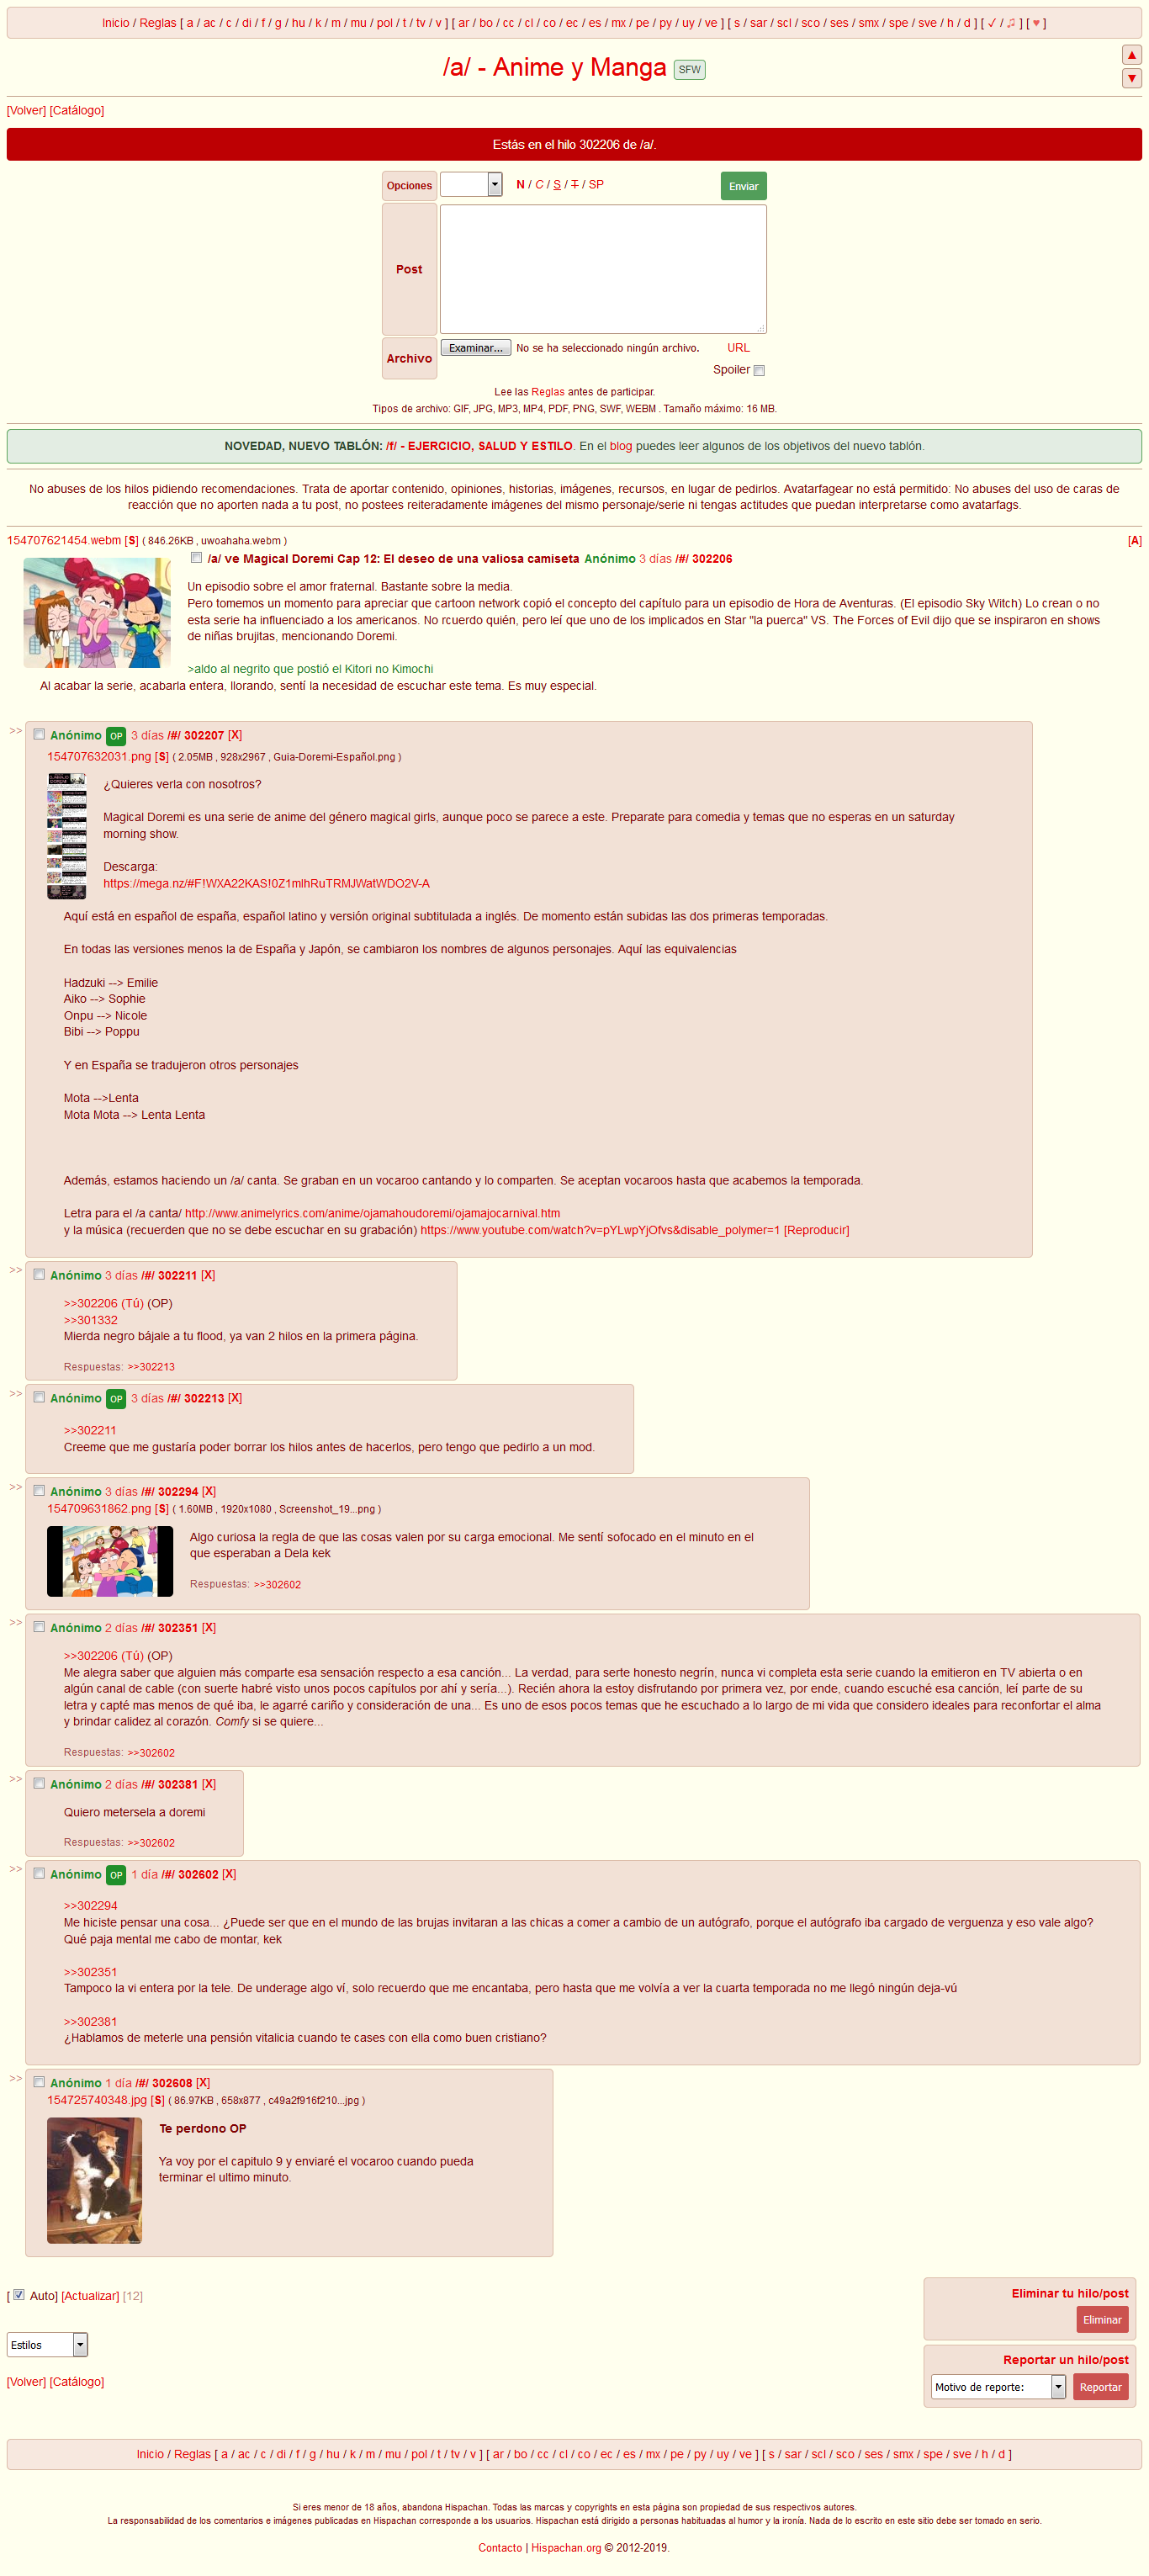 Inicio / Reglas [ a / ac / c / di / f / g / hu / k / m / mu / pol / t / tv / v ] [ ar / bo / cc / cl / co / ec / es / mx / pe / py / uy / ve ] [ s / sar / scl / sco / ses / smx / spe / sve / h / d ] [ ✓ / ♫ ] [ ♥ ]
/a/ - Anime y Manga SFW
▲
▼
[Volver] [Catálogo]
Estás en el hilo 302206 de /a/.
Opciones N / C / S / T / SP Enviar
Post
Archivo Examinar... No se ha seleccionado ningún archivo. URL
Spoiler
Lee las Reglas antes de participar.
Tipos de archivo: GIF, JPG, MP3, MP4, PDF, PNG, SWF, WEBM . Tamaño máximo: 16 MB.
NOVEDAD, NUEVO TABLÓN: /f/ - EJERCICIO, SALUD Y ESTILO. En el blog puedes leer algunos de los objetivos del nuevo tablón.
No abuses de los hilos pidiendo recomendaciones. Trata de aportar contenido, opiniones, historias, imágenes, recursos, en lugar de pedirlos. Avatarfagear no está permitido: No abuses del uso de caras de
reacción que no aporten nada a tu post, no postees reiteradamente imágenes del mismo personaje/serie ni tengas actitudes que puedan interpretarse como avatarfags.
154707621454.webm [S] ( 846.26KB , uwoahaha.webm ) [A]
/a/ ve Magical Doremi Cap 12: El deseo de una valiosa camiseta Anónimo 3 días /#/ 302206
Un episodio sobre el amor fraternal. Bastante sobre la media.
Pero tomemos un momento para apreciar que cartoon network copió el concepto del capítulo para un episodio de Hora de Aventuras. (El episodio Sky Witch) Lo crean o no
esta serie ha influenciado a los americanos. No rcuerdo quién, pero leí que uno de los implicados en Star "la puerca" VS. The Forces of Evil dijo que se inspiraron en shows
de niñas brujitas, mencionando Doremi.
>aldo al negrito que postió el Kitori no Kimochi
Al acabar la serie, acabarla entera, llorando, sentí la necesidad de escuchar este tema. Es muy especial.
>> Anónimo OP 3 días /#/ 302207 [X]
154707632031.png [S] ( 2.05MB , 928x2967 , Guia-Doremi-Español.png )
¿Quieres verla con nosotros?
Magical Doremi es una serie de anime del género magical girls, aunque poco se parece a este. Preparate para comedia y temas que no esperas en un saturday
morning show.
Descarga:
https://mega.nz/#F!WXA22KAS!0Z1mlhRuTRMJWatWDO2V-A
Aquí está en español de españa, español latino y versión original subtitulada a inglés. De momento están subidas las dos primeras temporadas.
En todas las versiones menos la de España y Japón, se cambiaron los nombres de algunos personajes. Aquí las equivalencias
Hadzuki --> Emilie
Aiko --> Sophie
Onpu --> Nicole
Bibi --> Poppu
Y en España se tradujeron otros personajes
Mota -->Lenta
Mota Mota --> Lenta Lenta
Además, estamos haciendo un /a/ canta. Se graban en un vocaroo cantando y lo comparten. Se aceptan vocaroos hasta que acabemos la temporada.
Letra para el /a canta/ http://www.animelyrics.com/anime/ojamahoudoremi/ojamajocarnival.htm
y la música (recuerden que no se debe escuchar en su grabación) https://www.youtube.com/watch?v=pYLwpYjOfvs&disable_polymer=1 [Reproducir]
>> Anónimo 3 días /#/ 302211 [X]
>>302206 (Tú) (OP)
>>301332
Mierda negro bájale a tu flood, ya van 2 hilos en la primera página.
Respuestas: >>302213
>> Anónimo OP 3 días /#/ 302213 [X]
>>302211
Creeme que me gustaría poder borrar los hilos antes de hacerlos, pero tengo que pedirlo a un mod.
>> Anónimo 3 días /#/ 302294 [X]
154709631862.png [S] ( 1.60MB , 1920x1080 , Screenshot_19...png )
Algo curiosa la regla de que las cosas valen por su carga emocional. Me sentí sofocado en el minuto en el
que esperaban a Dela kek
Respuestas: >>302602
>> Anónimo 2 días /#/ 302351 [X]
>>302206 (Tú) (OP)
Me alegra saber que alguien más comparte esa sensación respecto a esa canción... La verdad, para serte honesto negrín, nunca vi completa esta serie cuando la emitieron en TV abierta o en
algún canal de cable (con suerte habré visto unos pocos capítulos por ahí y sería...). Recién ahora la estoy disfrutando por primera vez, por ende, cuando escuché esa canción, leí parte de su
letra y capté mas menos de qué iba, le agarré cariño y consideración de una... Es uno de esos pocos temas que he escuchado a lo largo de mi vida que considero ideales para reconfortar el alma
y brindar calidez al corazón. Comfy si se quiere...
Respuestas: >>302602
>> Anónimo 2 días /#/ 302381 [X]
Quiero metersela a doremi
Respuestas: >>302602
>> Anónimo OP 1 día /#/ 302602 [X]
>>302294
Me hiciste pensar una cosa... ¿Puede ser que en el mundo de las brujas invitaran a las chicas a comer a cambio de un autógrafo, porque el autógrafo iba cargado de verguenza y eso vale algo?
Qué paja mental me cabo de montar, kek
>>302351
Tampoco la vi entera por la tele. De underage algo ví, solo recuerdo que me encantaba, pero hasta que me volvía a ver la cuarta temporada no me llegó ningún deja-vú
>>302381
¿Hablamos de meterle una pensión vitalicia cuando te cases con ella como buen cristiano?
>> Anónimo 1 día /#/ 302608 [X]
154725740348.jpg [S] ( 86.97KB , 658x877 , c49a2f916f210...jpg )
Te perdono OP
Ya voy por el capitulo 9 y enviaré el vocaroo cuando pueda
terminar el ultimo minuto.
[ Auto] [Actualizar] [12]
Eliminar tu hilo/post
Eliminar
Estilos
Reportar un hilo/post
Motivo de reporte: Reportar
[Volver] [Catálogo]
Inicio / Reglas [ a / ac / c / di / f / g / hu / k / m / mu / pol / t / tv / v ] [ ar / bo / cc / cl / co / ec / es / mx / pe / py / uy / ve ] [ s / sar / scl / sco / ses / smx / spe / sve / h / d ]
Si eres menor de 18 años, abandona Hispachan. Todas las marcas y copyrights en esta página son propiedad de sus respectivos autores.
La responsabilidad de los comentarios e imágenes publicadas en Hispachan corresponde a los usuarios. Hispachan está dirigido a personas habituadas al humor y la ironía. Nada de lo escrito en este sitio debe ser tomado en serio.
Contacto | Hispachan.org © 2012-2019.